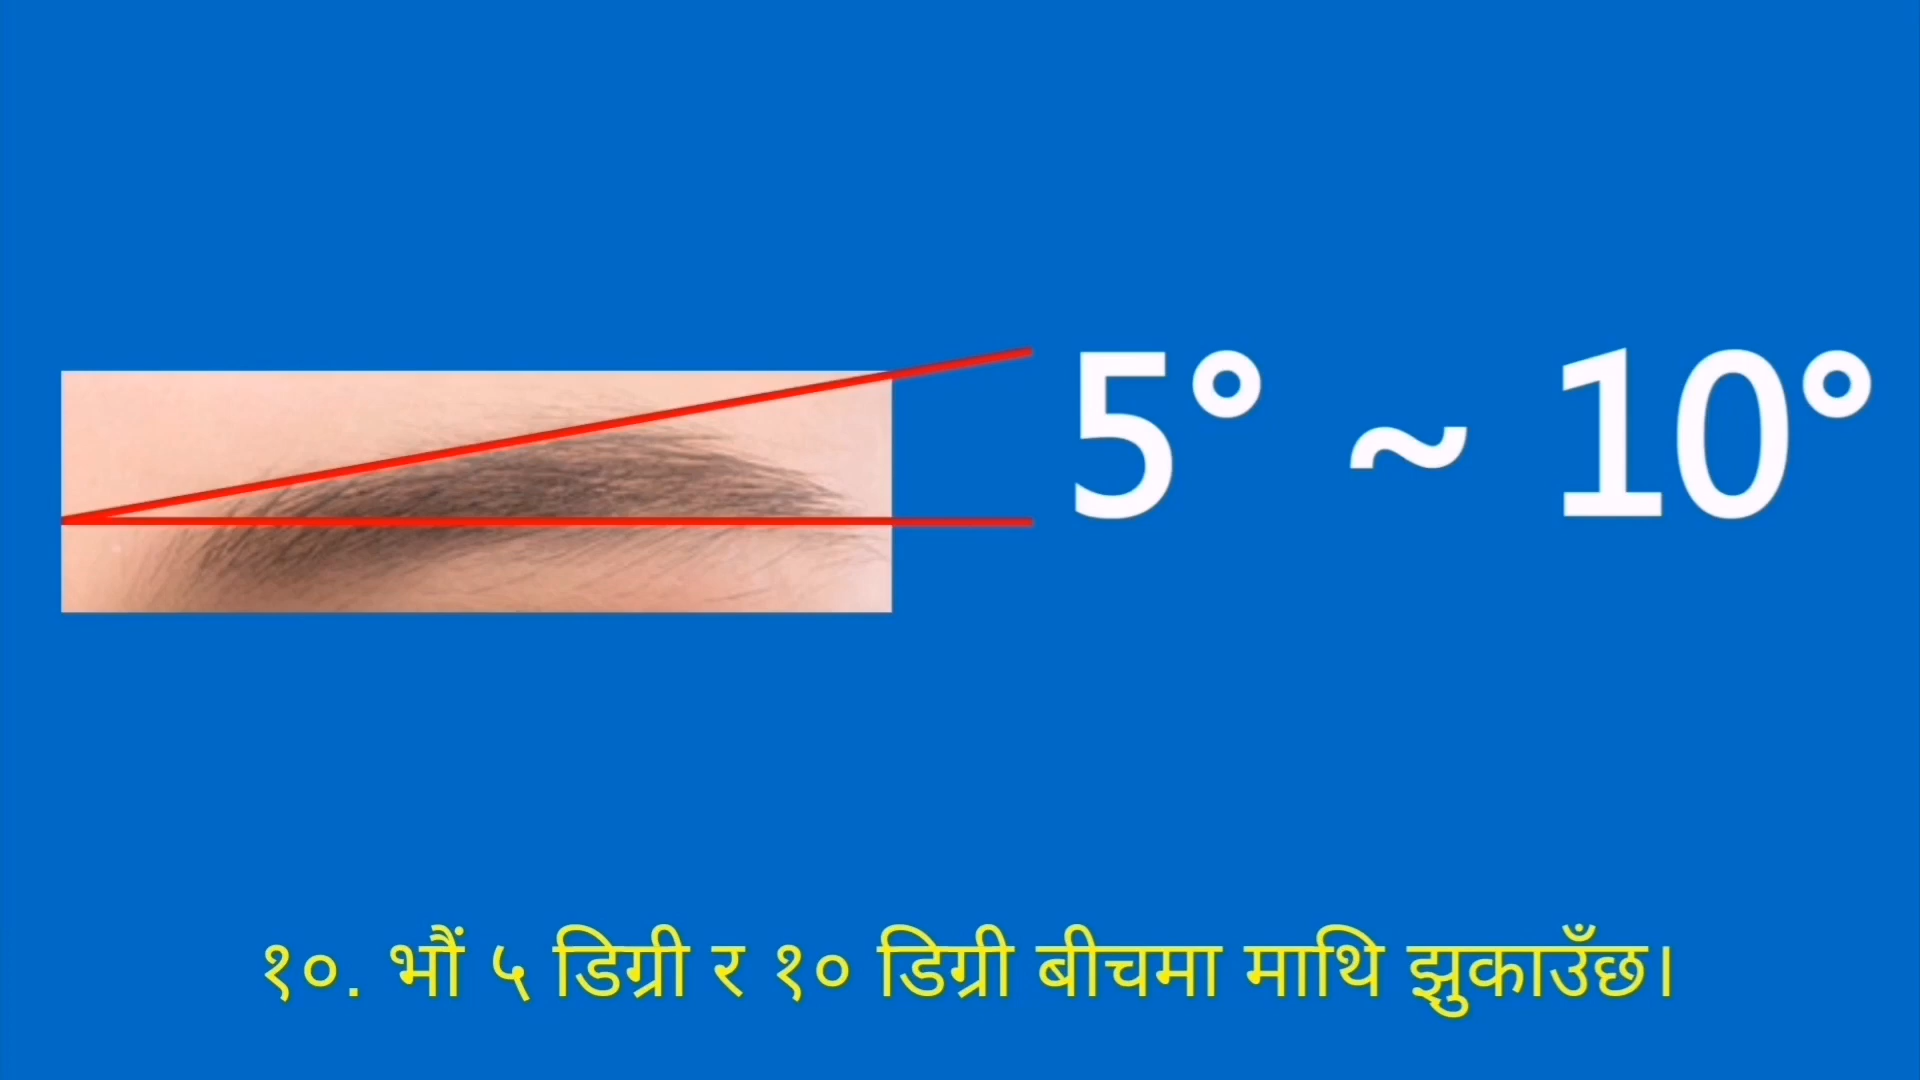 5° ~ 10°
१०. भौं ५ डिग्री र १० डिग्री बीचमा माथि झुकाउँछ।